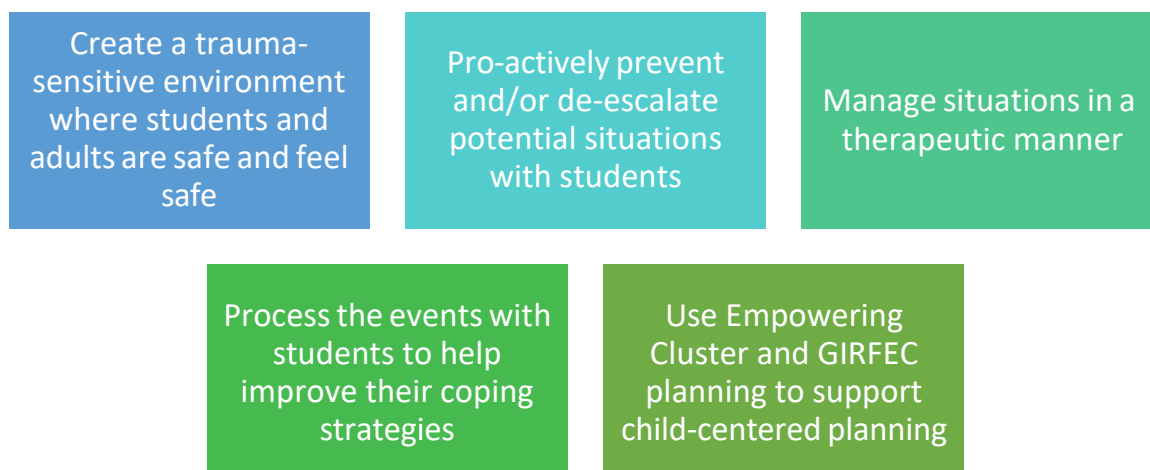 Create a trauma-
sensitive environment
where students and
adults are safe and feel
safe
Pro-actively prevent
and/or de-escalate
potential situations
with students
Manage situations in a
therapeutic manner
Process the events with
students to help
improve their coping
strategies
Use Empowering
Cluster and GIRFEC
planning to support
child-centered planning